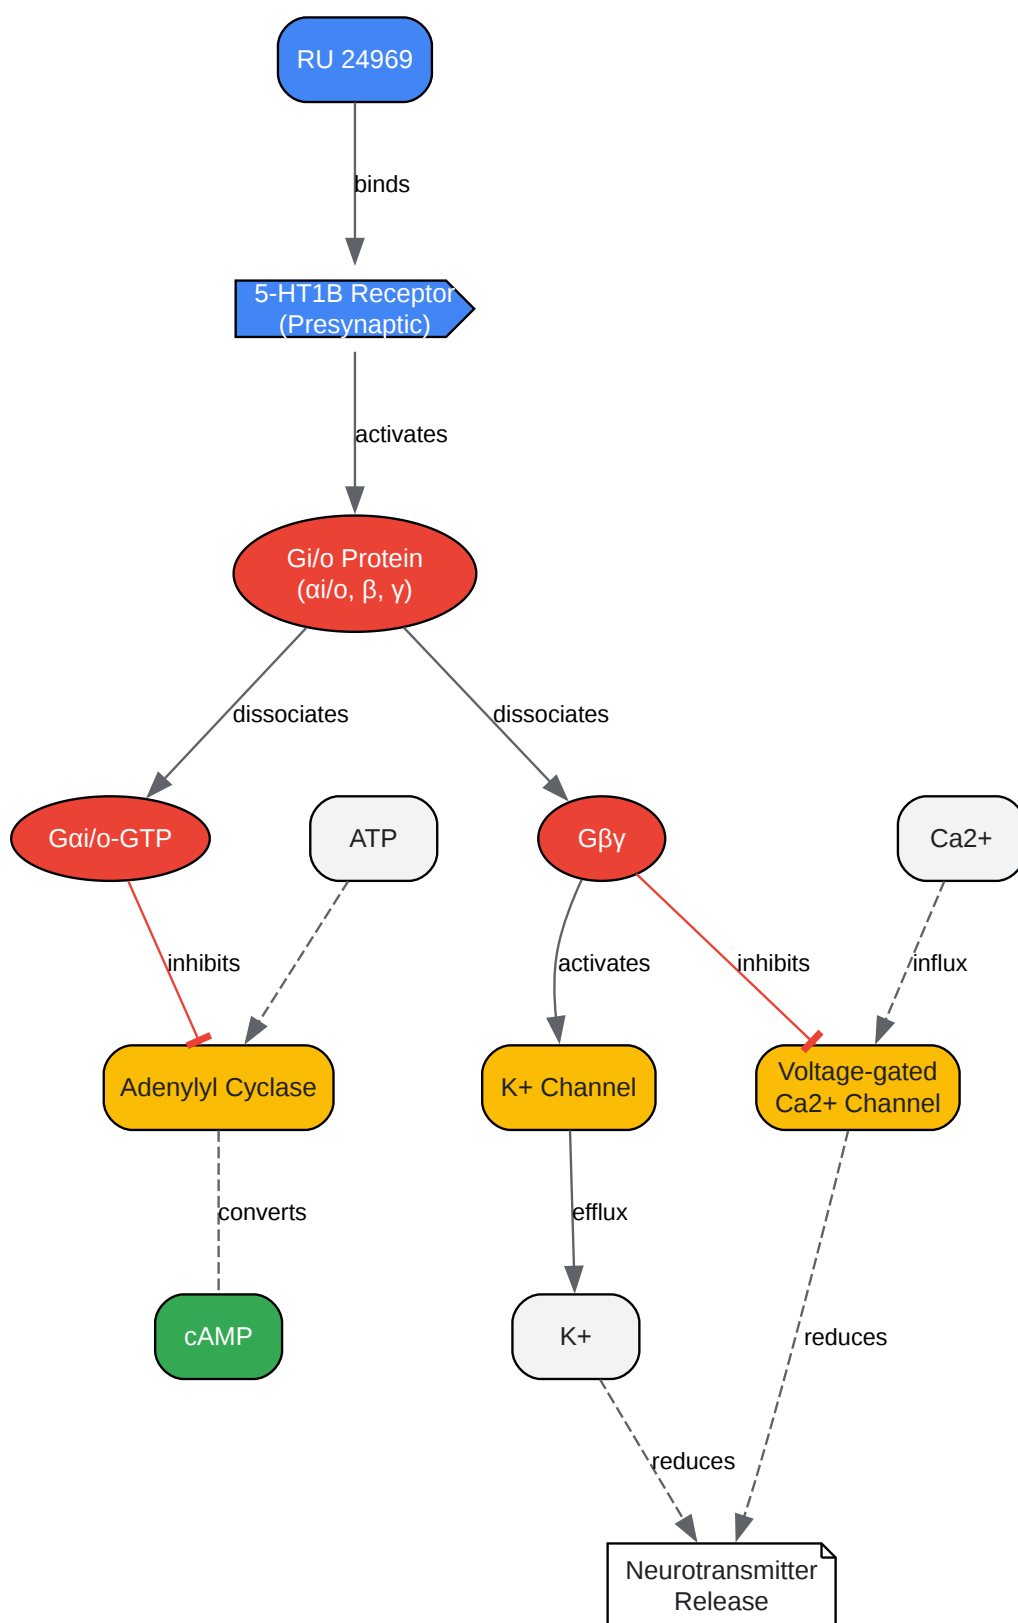 RU 24969
binds
5-HT1B Receptor
(Presynaptic)
activates
Gi/o Protein
(αi/o, β, γ)
dissociates
dissociates
Gαi/o-GTP
ATP
Gβγ
Ca2+
inhibits
activates
inhibits
influx
Adenylyl Cyclase
K+ Channel
Voltage-gated
Ca2+ Channel
converts
efflux
cAMP
K+
reduces
reduces
Neurotransmitter
Release